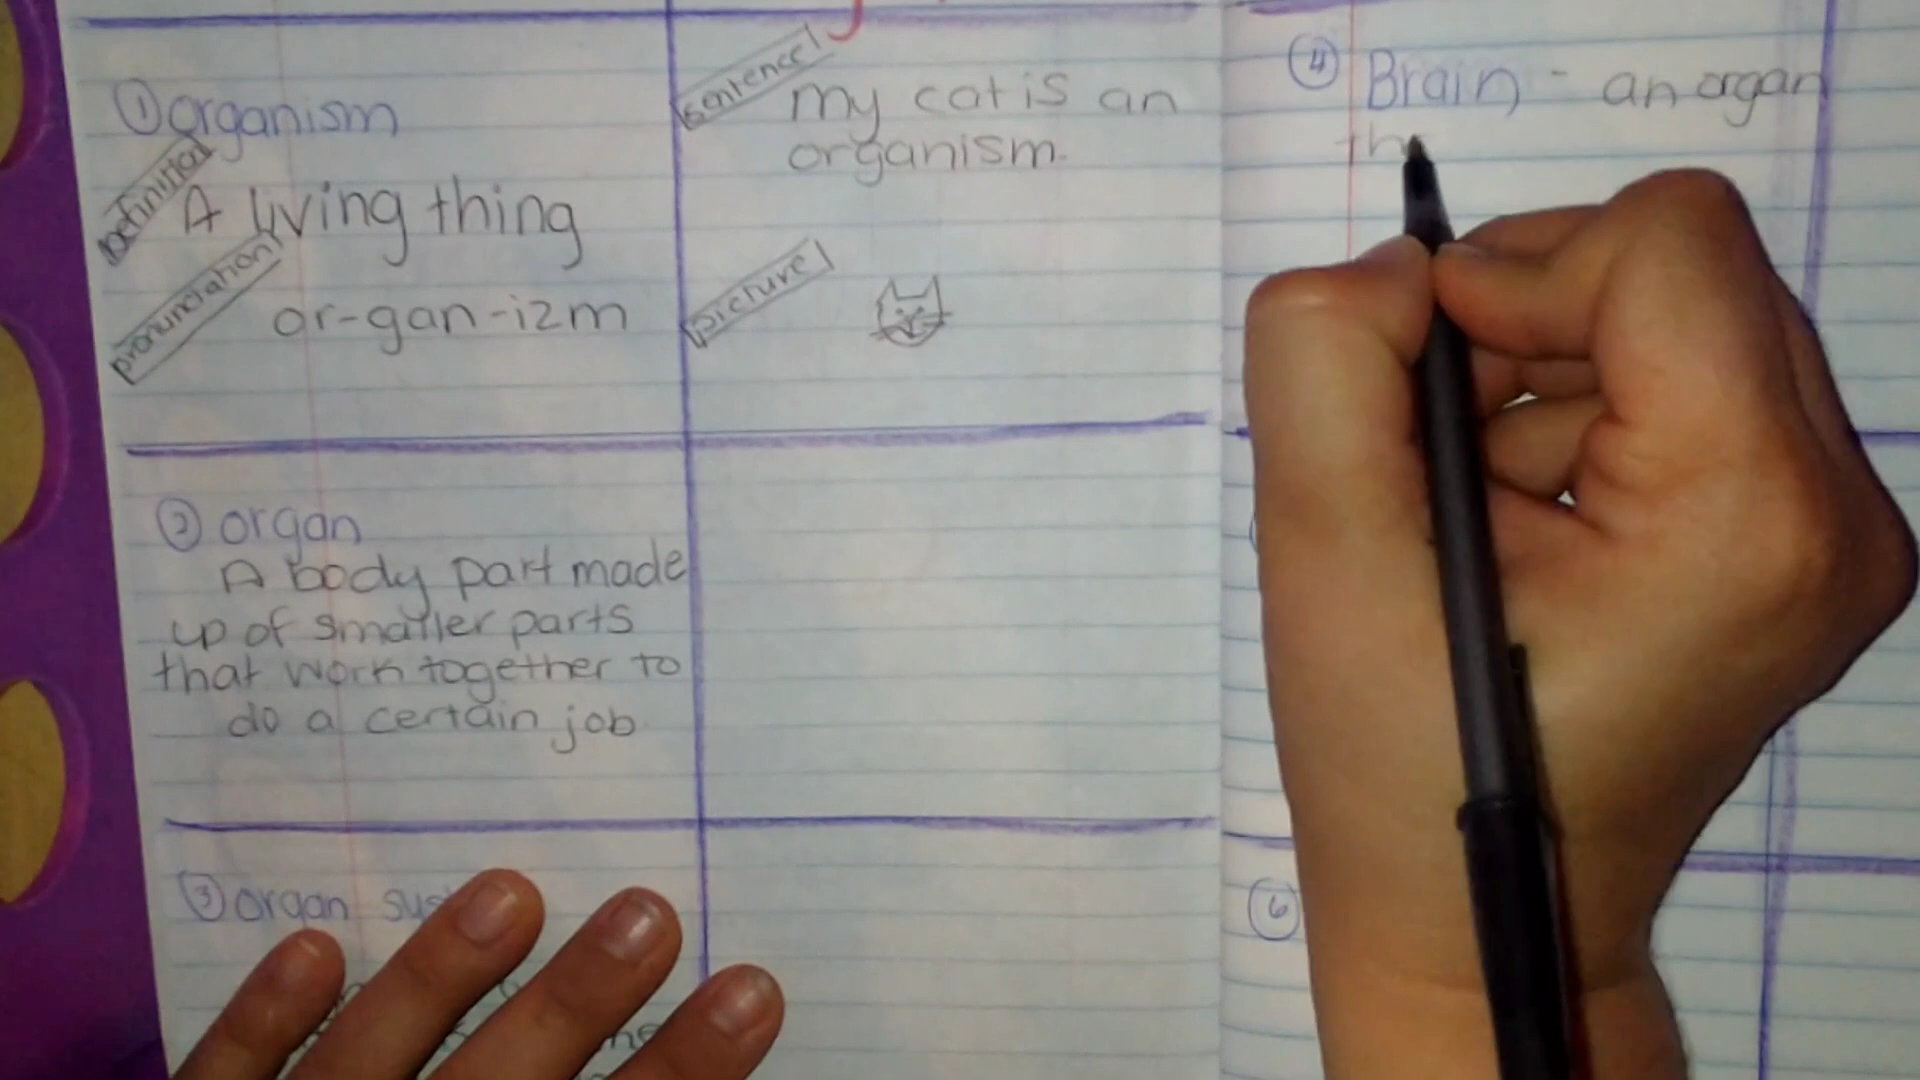 ① organism
Definition
A living thing
pronunciation
or-gan-izm
sentence
my cat is an
organism.
picture
② organ
A body part made
up of smaller parts
that work together to
do a certain job
③ organ
④ Brain - an organ
6